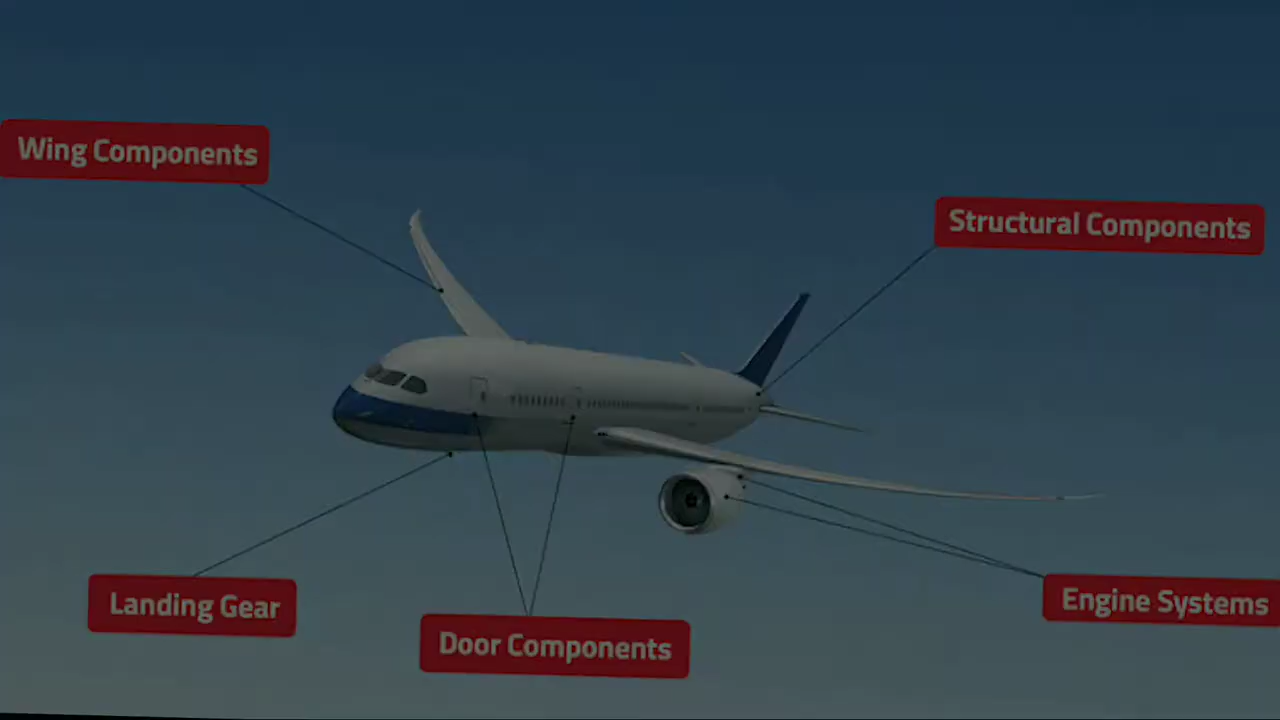 Wing Components
Structural Components
Landing Gear
Door Components
Engine Systems